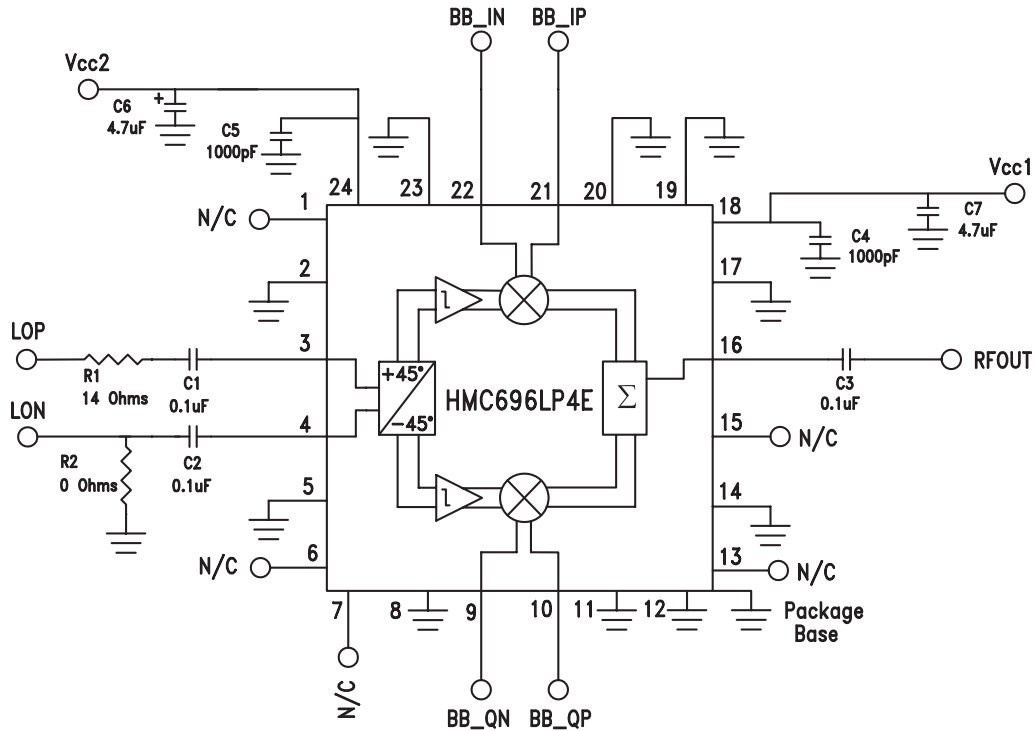 BB_IN
BB_IP
Vcc2
C6
4.7uF
+
C5
1000pF
24
23
22
21
20
19
Vcc1
C7
4.7uF
C4
1000pF
N/C
1
18
2
17
LOP
R1
14 Ohms
C1
0.1uF
3
16
C3
0.1uF
RFOUT
+45°
-45°
HMC696LP4E
Σ
LON
R2
0 Ohms
C2
0.1uF
4
15
N/C
5
14
N/C
6
13
N/C
7
8
9
10
11
12
Package
Base
N/C
BB_QN
BB_QP